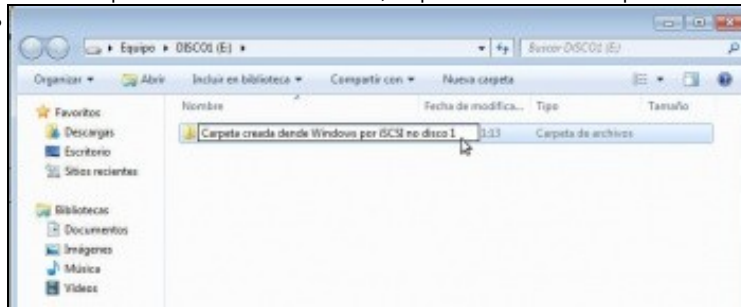 Equipo ▸ DISCO1 (E:) ▸
Buscar DISCO1 (E:)
Organizar Abrir Incluir en biblioteca Compartir con Nueva carpeta
Nombre Fecha de modifica... Tipo Tamaño
Favoritos
Descargas
Escritorio
Sitios recientes
Carpeta creada dende Windows por iSCSI no disco 1 1:13 Carpeta de archivos
Bibliotecas
Documentos
Imágenes
Música
Vídeos